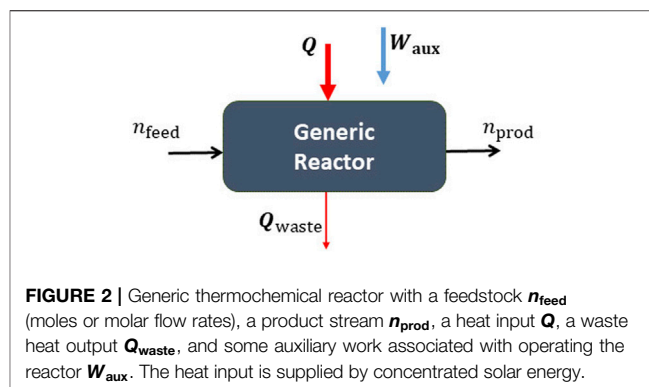 Q
W_aux
n_feed
Generic
Reactor
n_prod
Q_waste
FIGURE 2 | Generic thermochemical reactor with a feedstock n_feed
(moles or molar flow rates), a product stream n_prod, a heat input Q, a waste
heat output Q_waste, and some auxiliary work associated with operating the
reactor W_aux. The heat input is supplied by concentrated solar energy.